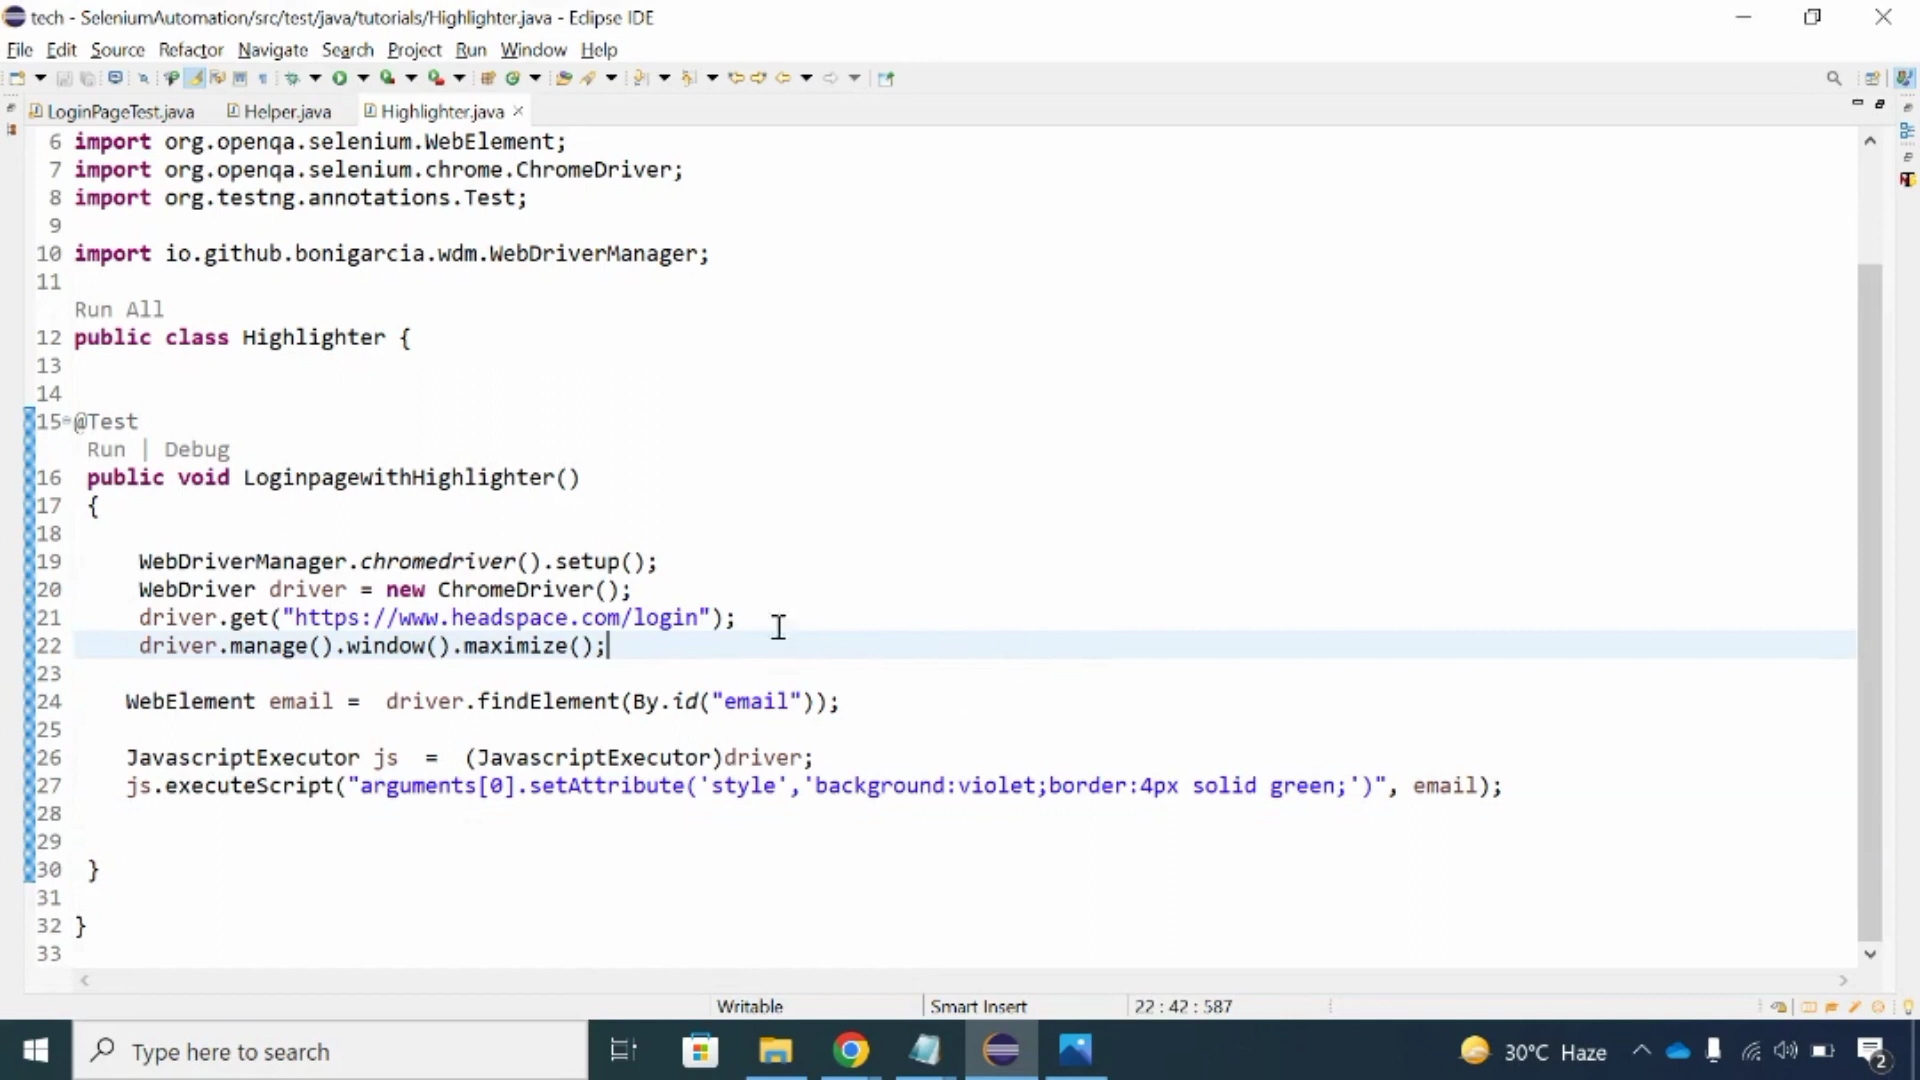 tech - SeleniumAutomation/src/test/java/tutorials/Highlighter.java - Eclipse IDE
File Edit Source Refactor Navigate Search Project Run Window Help
LoginPageTest.java Helper.java Highlighter.java
6 import org.openqa.selenium.WebElement;
7 import org.openqa.selenium.chrome.ChromeDriver;
8 import org.testng.annotations.Test;
9
10 import io.github.bonigarcia.wdm.WebDriverManager;
11
Run All
12 public class Highlighter {
13
14
15 @Test
Run | Debug
16 public void LoginpagewithHighlighter()
17 {
18
19 WebDriverManager.chromedriver().setup();
20 WebDriver driver = new ChromeDriver();
21 driver.get("https://www.headspace.com/login");
22 driver.manage().window().maximize();
23
24 WebElement email = driver.findElement(By.id("email"));
25
26 JavascriptExecutor js = (JavascriptExecutor)driver;
27 js.executeScript("arguments[0].setAttribute('style','background:violet;border:4px solid green;')", email);
28
29
30 }
31
32 }
33
Writable Smart Insert 22 : 42 : 587
Type here to search 30°C Haze 2